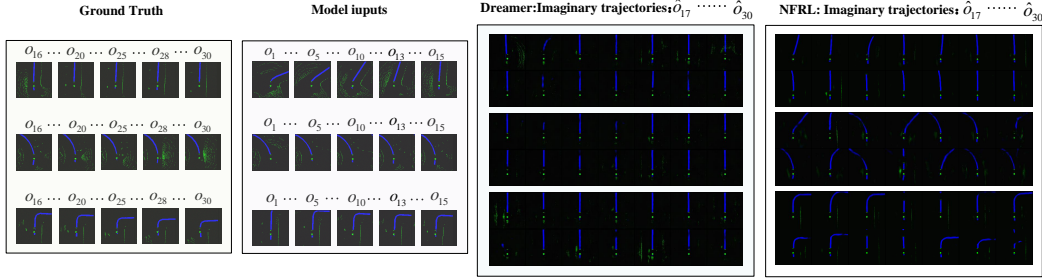 Ground Truth
Model iuputs
Dreamer:Imaginary trajectories: ô17 ······ ô30
NFRL: Imaginary trajectories: ô17 ······ ô30
o16 ··· o20 ··· o25 ··· o28 ··· o30
o1 ··· o5 ··· o10 ··· o13 ··· o15
o16 ··· o20 ··· o25 ··· o28 ··· o30
o1 ··· o5 ··· o10 ··· o13 ··· o15
o16 ··· o20 ··· o25 ··· o28 ··· o30
o1 ··· o5 ··· o10 ··· o13 ··· o15